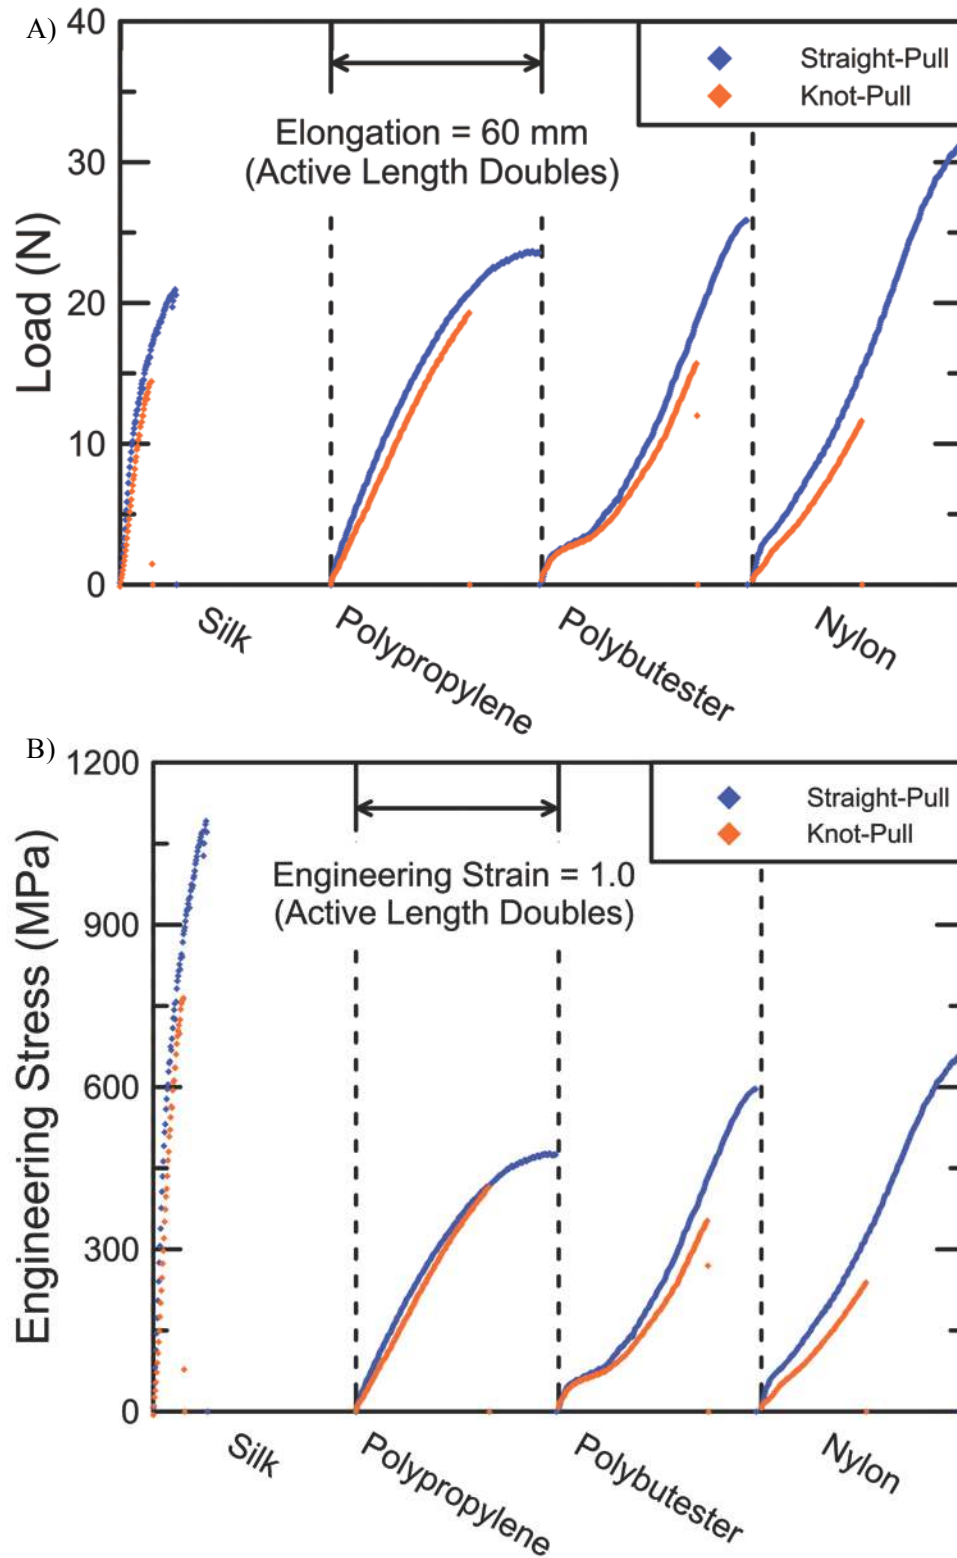 A)
40
30
20
10
0
Load (N)
Straight-Pull
Knot-Pull
Elongation = 60 mm
(Active Length Doubles)
Silk
Polypropylene
Polybutester
Nylon
B)
1200
900
600
300
0
Engineering Stress (MPa)
Straight-Pull
Knot-Pull
Engineering Strain = 1.0
(Active Length Doubles)
Silk
Polypropylene
Polybutester
Nylon